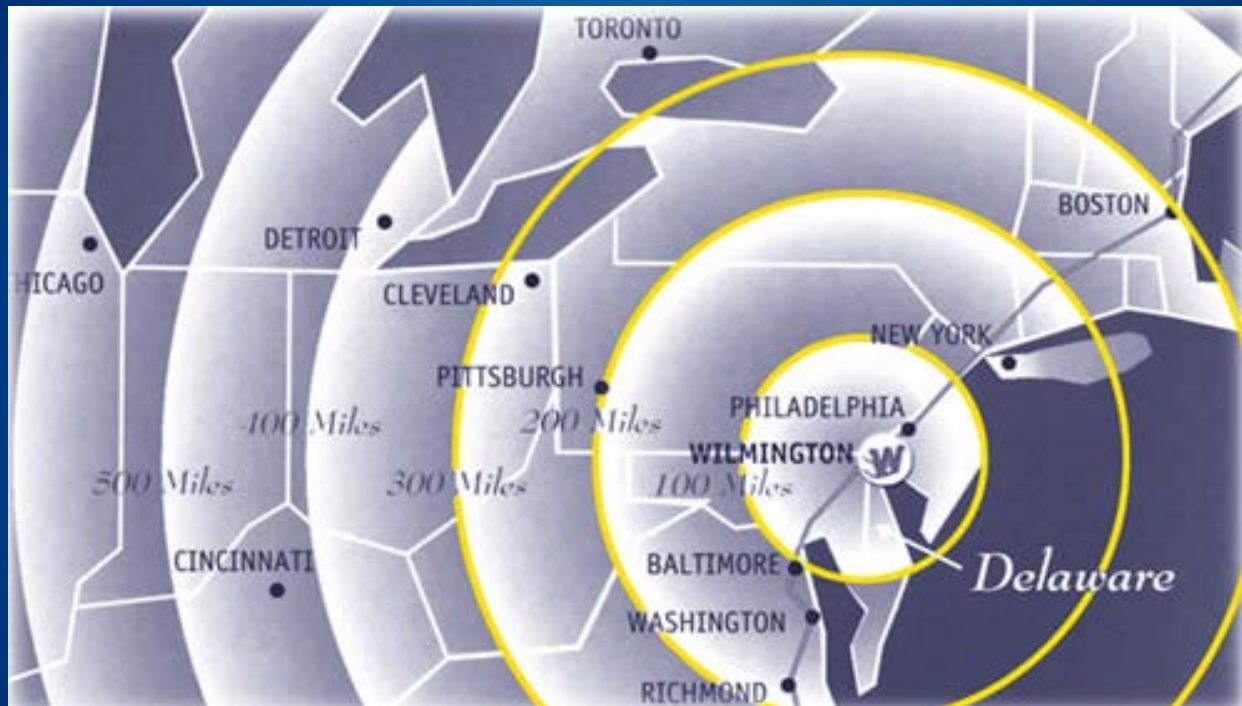 TORONTO
BOSTON
DETROIT
HICAGO
CLEVELAND
NEW YORK
PITTSBURGH
PHILADELPHIA
400 Miles
200 Miles
WILMINGTON
W
500 Miles
300 Miles
100 Miles
CINCINNATI
BALTIMORE
Delaware
WASHINGTON
RICHMOND